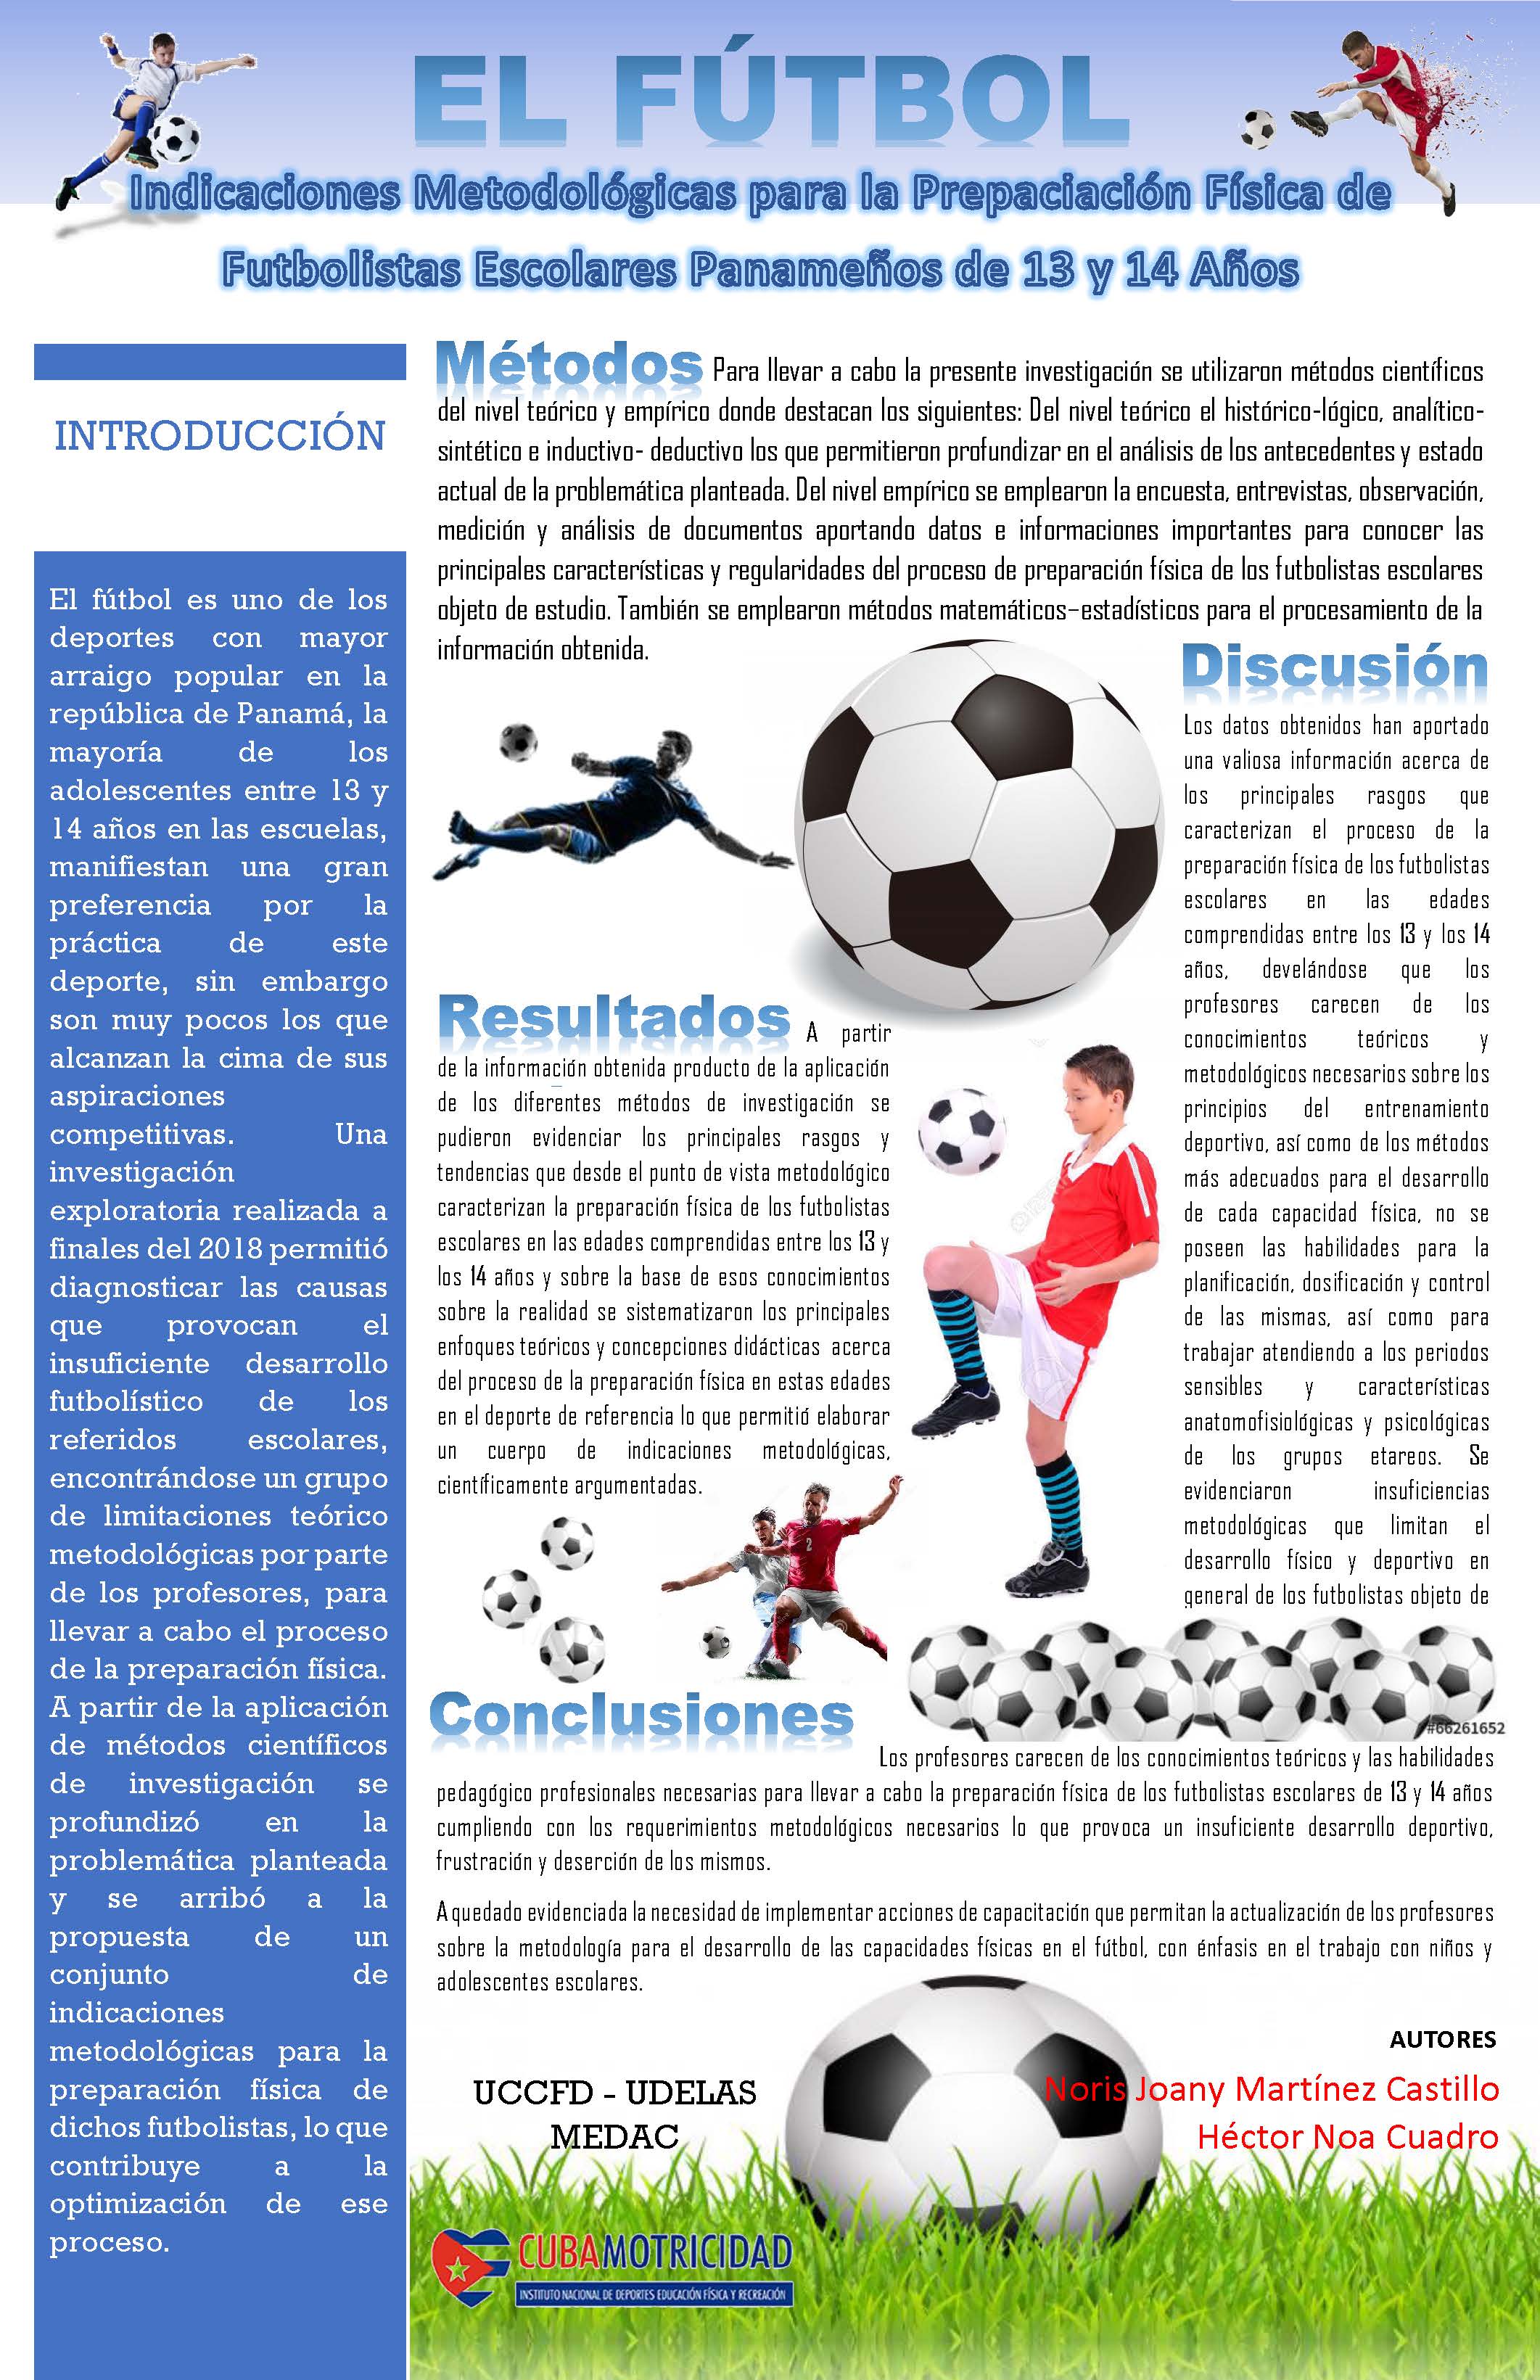 EL FÚTBOL
Indicaciones Metodológicas para la Prepaciación Física de
Futbolistas Escolares Panameños de 13 y 14 Años
INTRODUCCIÓN
El fútbol es uno de los
deportes con mayor
arraigo popular en la
república de Panamá, la
mayoría de los
adolescentes entre 13 y
14 años en las escuelas,
manifiestan una gran
preferencia por la
práctica de este
deporte, sin embargo
son muy pocos los que
alcanzan la cima de sus
aspiraciones
competitivas. Una
investigación
exploratoria realizada a
finales del 2018 permitió
diagnosticar las causas
que provocan el
insuficiente desarrollo
futbolístico de los
referidos escolares,
encontrándose un grupo
de limitaciones teórico
metodológicas por parte
de los profesores, para
llevar a cabo el proceso
de la preparación física.
A partir de la aplicación
de métodos científicos
de investigación se
profundizó en la
problemática planteada
y se arribó a la
propuesta de un
conjunto de
indicaciones
metodológicas para la
preparación física de
dichos futbolistas, lo que
contribuye a la
optimización de ese
proceso.
Métodos Para llevar a cabo la presente investigación se utilizaron métodos científicos
del nivel teórico y empírico donde destacan los siguientes: Del nivel teórico el histórico-lógico, analítico-
sintético e inductivo- deductivo los que permitieron profundizar en el análisis de los antecedentes y estado
actual de la problemática planteada. Del nivel empírico se emplearon la encuesta, entrevistas, observación,
medición y análisis de documentos aportando datos e informaciones importantes para conocer las
principales características y regularidades del proceso de preparación física de los futbolistas escolares
objeto de estudio. También se emplearon métodos matemáticos–estadísticos para el procesamiento de la
información obtenida.
Resultados A partir
de la información obtenida producto de la aplicación
de los diferentes métodos de investigación se
pudieron evidenciar los principales rasgos y
tendencias que desde el punto de vista metodológico
caracterizan la preparación física de los futbolistas
escolares en las edades comprendidas entre los 13 y
los 14 años y sobre la base de esos conocimientos
sobre la realidad se sistematizaron los principales
enfoques teóricos y concepciones didácticas acerca
del proceso de la preparación física en estas edades
en el deporte de referencia lo que permitió elaborar
un cuerpo de indicaciones metodológicas,
científicamente argumentadas.
Discusión
Los datos obtenidos han aportado
una valiosa información acerca de
los principales rasgos que
caracterizan el proceso de la
preparación física de los futbolistas
escolares en las edades
comprendidas entre los 13 y los 14
años, develándose que los
profesores carecen de los
conocimientos teóricos y
metodológicos necesarios sobre los
principios del entrenamiento
deportivo, así como de los métodos
más adecuados para el desarrollo
de cada capacidad física, no se
poseen las habilidades para la
planificación, dosificación y control
de las mismas, así como para
trabajar atendiendo a los periodos
sensibles y características
anatomofisiológicas y psicológicas
de los grupos etareos. Se
evidenciaron insuficiencias
metodológicas que limitan el
desarrollo físico y deportivo en
general de los futbolistas objeto de
2
#66261652
Conclusiones
Los profesores carecen de los conocimientos teóricos y las habilidades
pedagógico profesionales necesarias para llevar a cabo la preparación física de los futbolistas escolares de 13 y 14 años
cumpliendo con los requerimientos metodológicos necesarios lo que provoca un insuficiente desarrollo deportivo,
frustración y deserción de los mismos.
A quedado evidenciada la necesidad de implementar acciones de capacitación que permitan la actualización de los profesores
sobre la metodología para el desarrollo de las capacidades físicas en el fútbol, con énfasis en el trabajo con niños y
adolescentes escolares.
AUTORES
Noris Joany Martínez Castillo
Héctor Noa Cuadro
UCCFD - UDELAS
MEDAC
CUBAMOTRICIDAD
INSTITUTO NACIONAL DE DEPORTES EDUCACIÓN FÍSICA Y RECREACIÓN